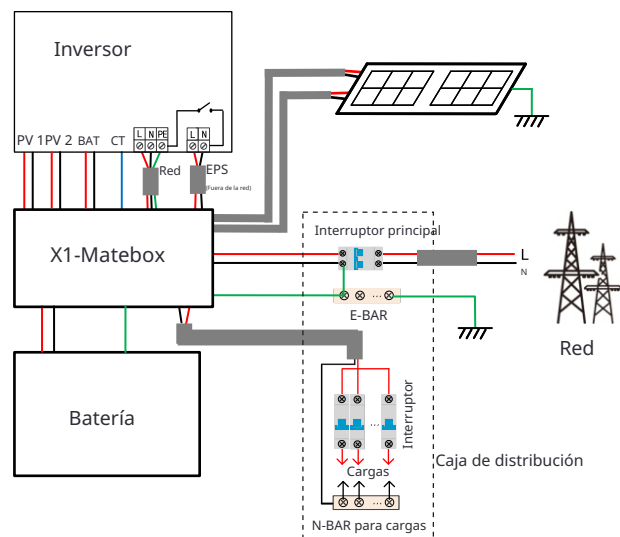 Inversor
L N PE
L N
PV 1 PV 2 BAT CT
Red
EPS
(Fuera de la red)
X1-Matebox
Interruptor principal
L
N
E-BAR
Red
Batería
Interruptor
Cargas
Caja de distribución
N-BAR para cargas